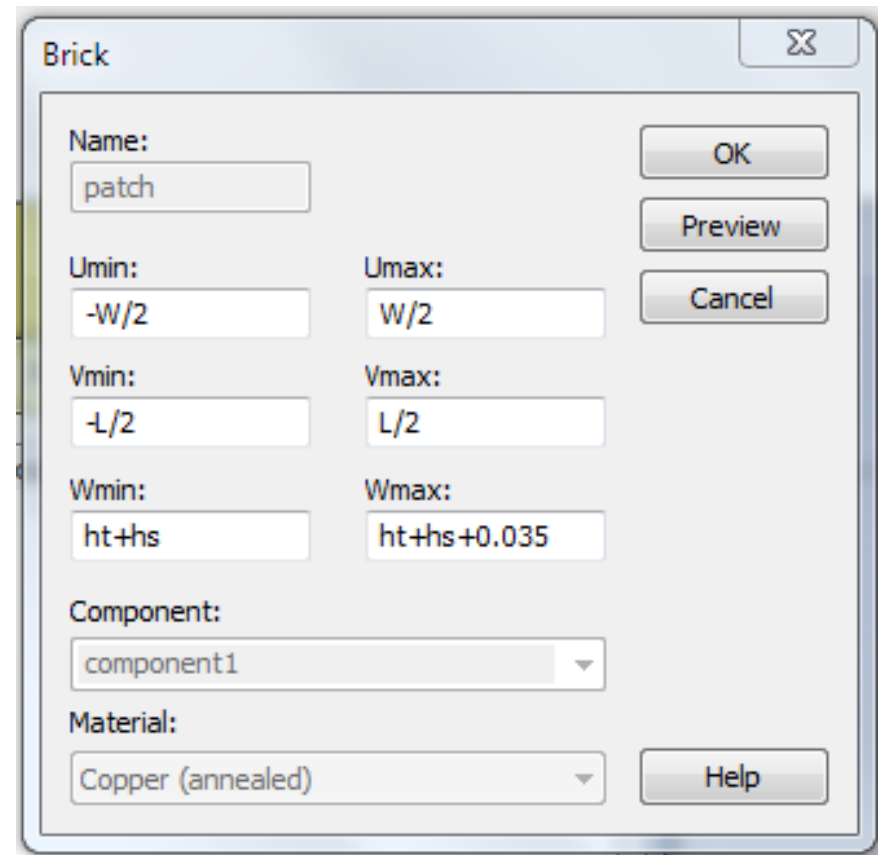 Brick
Name:
patch
OK
Preview
Umin:
Umax:
-W/2
W/2
Cancel
Vmin:
Vmax:
-L/2
L/2
Wmin:
Wmax:
ht+hs
ht+hs+0.035
Component:
component1
Material:
Copper (annealed)
Help